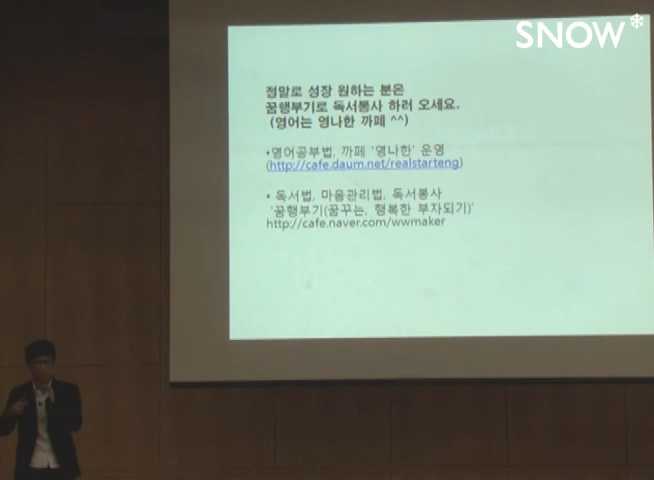 SNOW
정말로 성장 원하는 분은
꿈행부기로 독서봉사 하러 오세요.
(영어는 영나한 까페 ^^)
•영어공부법, 까페 '영나한' 운영
(http://cafe.daum.net/realstarteng)
• 독서법, 마음관리법, 독서봉사
'꿈행부기(꿈꾸는, 행복한 부자되기)'
http://cafe.naver.com/wwmaker